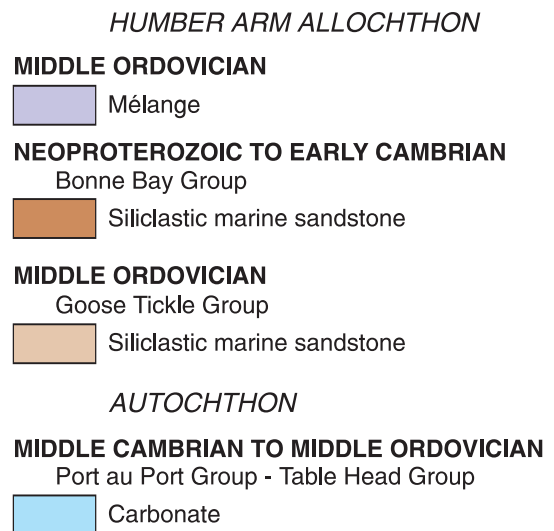 HUMBER ARM ALLOCHTHON
MIDDLE ORDOVICIAN
Mélange
NEOPROTEROZOIC TO EARLY CAMBRIAN
Bonne Bay Group
Siliclastic marine sandstone
MIDDLE ORDOVICIAN
Goose Tickle Group
Siliclastic marine sandstone
AUTOCHTHON
MIDDLE CAMBRIAN TO MIDDLE ORDOVICIAN
Port au Port Group - Table Head Group
Carbonate